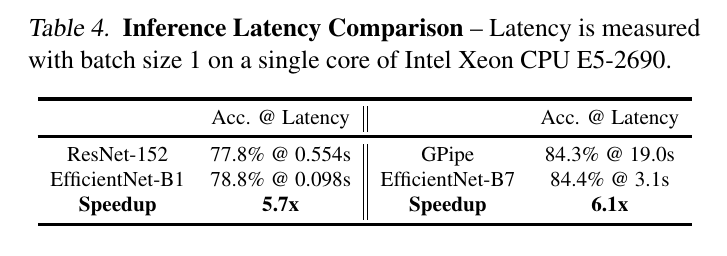 Table 4. Inference Latency Comparison – Latency is measured
with batch size 1 on a single core of Intel Xeon CPU E5-2690.
Acc. @ Latency Acc. @ Latency
ResNet-152 77.8% @ 0.554s GPipe 84.3% @ 19.0s
EfficientNet-B1 78.8% @ 0.098s EfficientNet-B7 84.4% @ 3.1s
Speedup 5.7x Speedup 6.1x